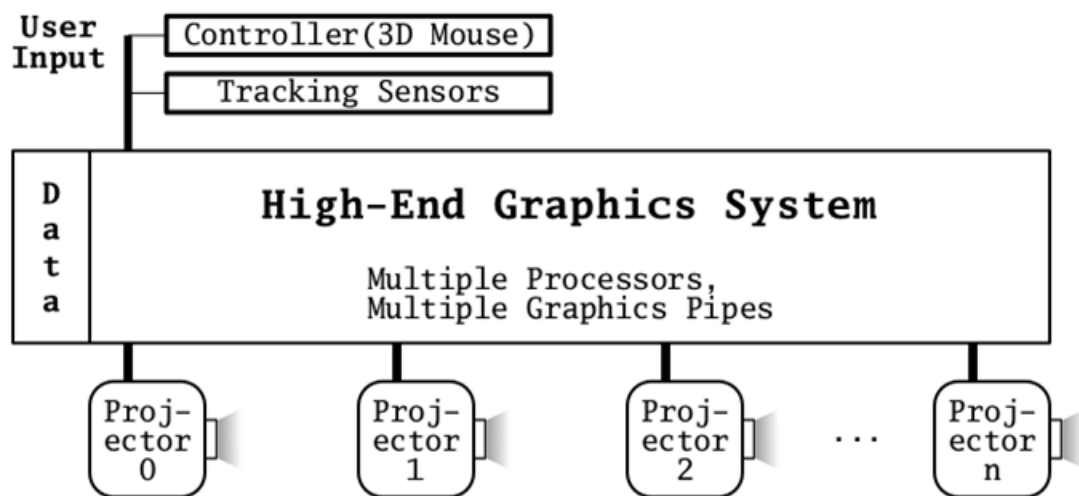 User
Input
Controller(3D Mouse)
Tracking Sensors
Data
High-End Graphics System
Multiple Processors,
Multiple Graphics Pipes
Proj-
ector
0
Proj-
ector
1
Proj-
ector
2
...
Proj-
ector
n